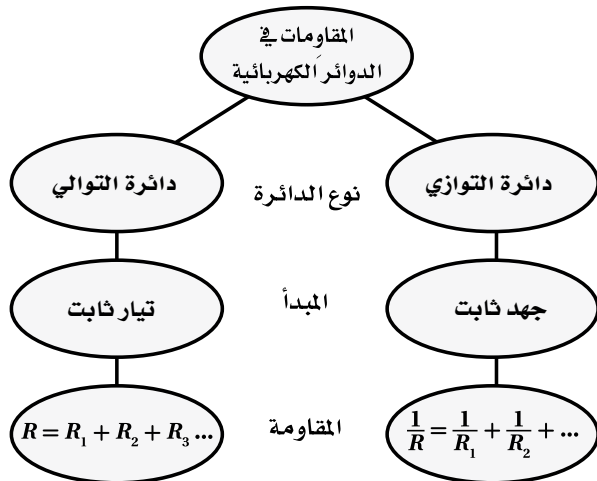 المقاومات في
الدوائر الكهربائية
دائرة التوازي
نوع الدائرة
دائرة التوالي
جهد ثابت
المبدأ
تيار ثابت
1/R = 1/R₁ + 1/R₂ + ...
المقاومة
R = R₁ + R₂ + R₃ ...